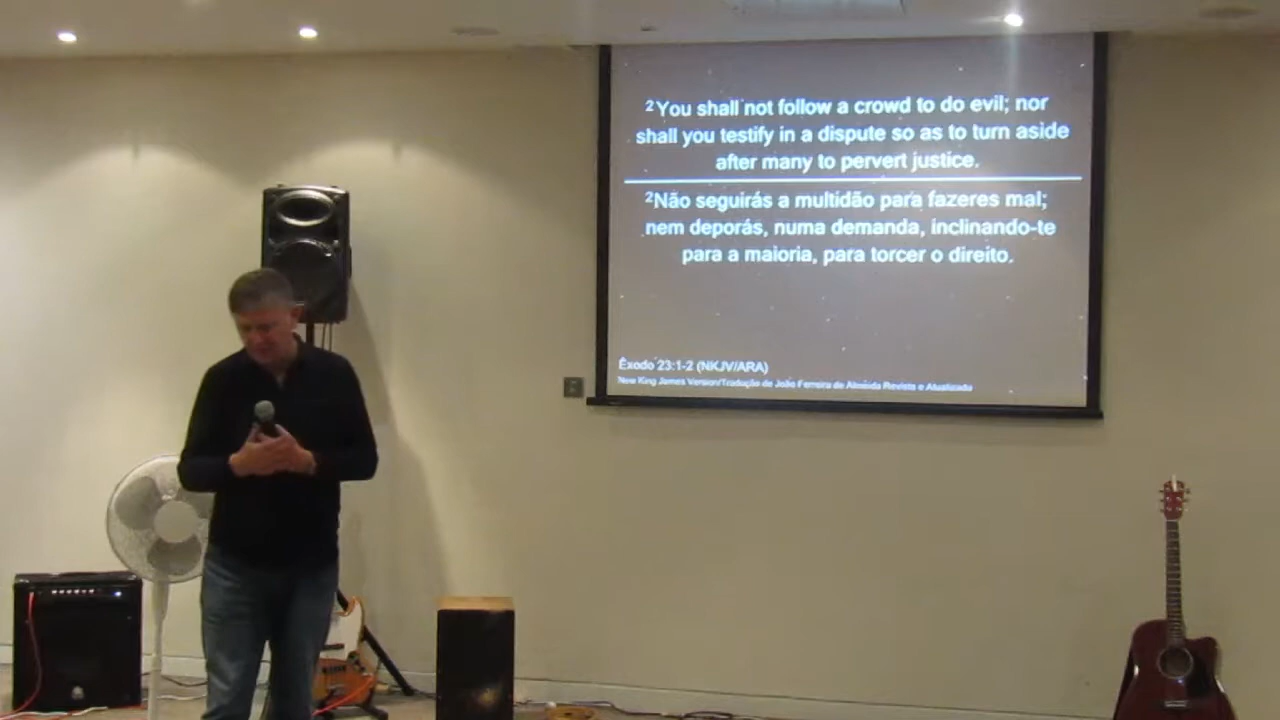 ²You shall not follow a crowd to do evil; nor
shall you testify in a dispute so as to turn aside
after many to pervert justice.
²Não seguirás a multidão para fazeres mal;
nem deporás, numa demanda, inclinando-te
para a maioria, para torcer o direito.
Êxodo 23:1-2 (NKJV/ARA)
New King James Version/Tradução de João Ferreira de Almeida Revista e Atualizada